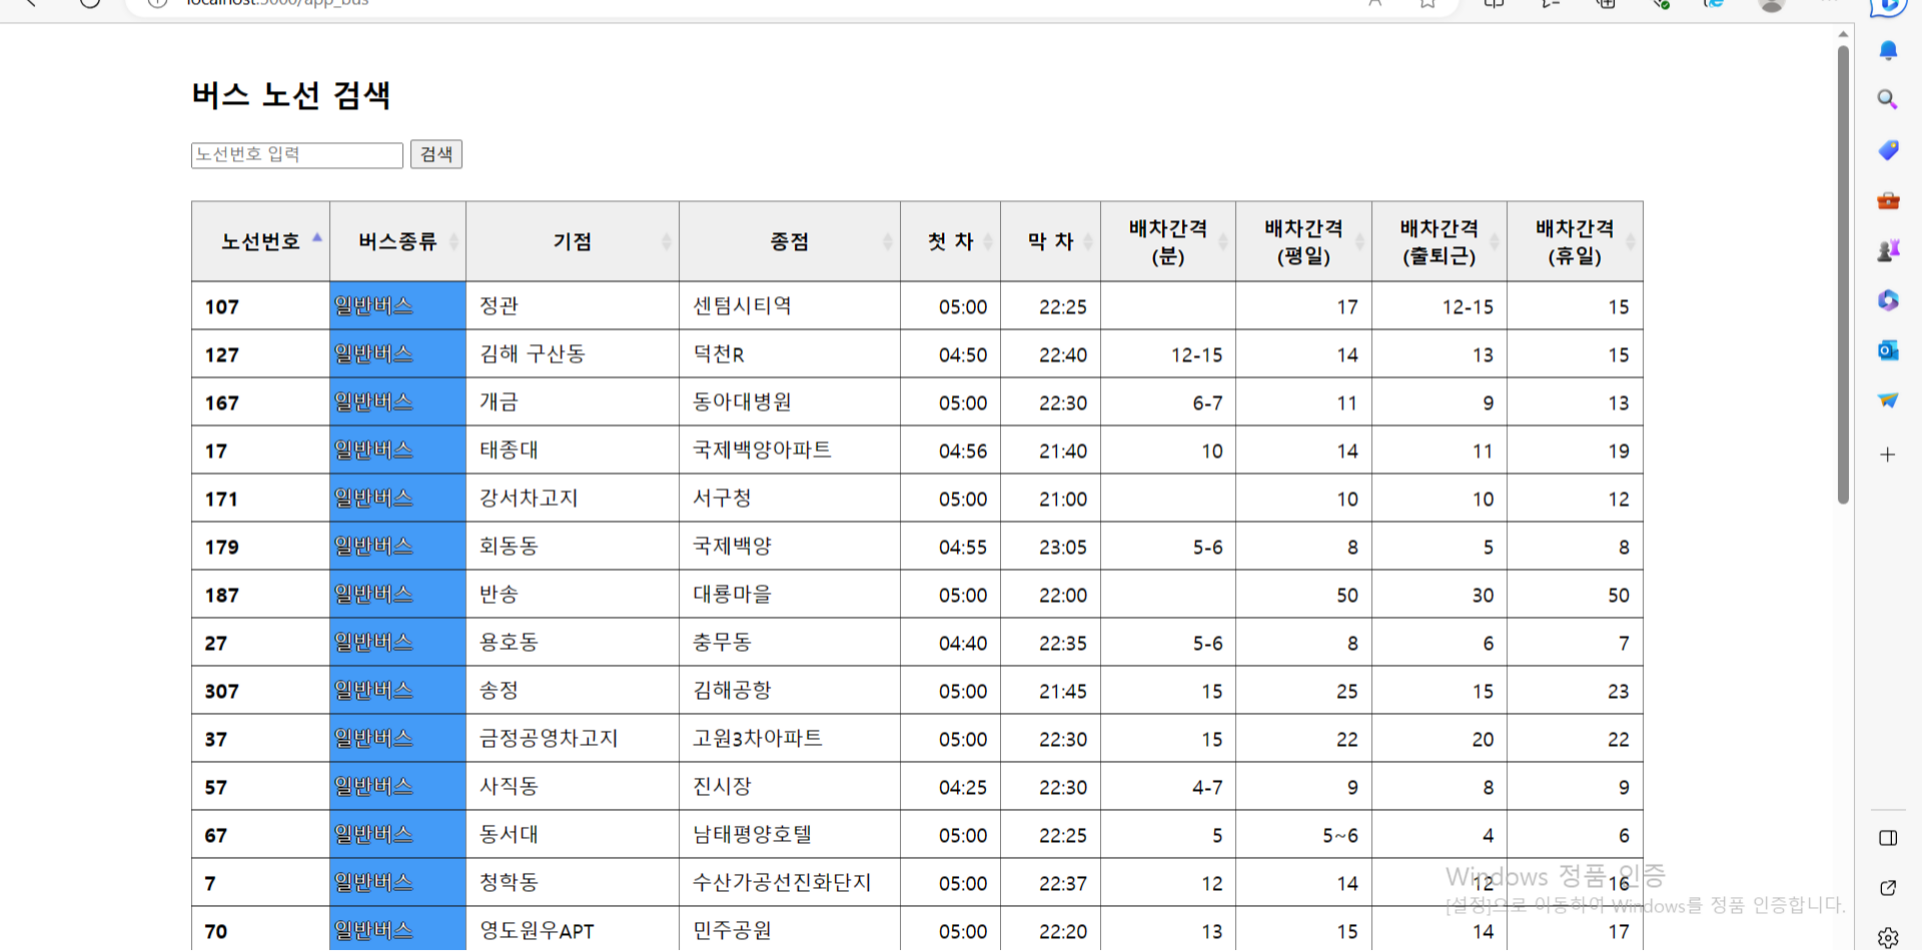 localhost:5000/app_bus
버스 노선 검색
노선번호 입력 검색
노선번호 버스종류 기점 종점 첫 차 막 차 배차간격 (분) 배차간격 (평일) 배차간격 (출퇴근) 배차간격 (휴일)
107 일반버스 정관 센텀시티역 05:00 22:25 17 12-15 15
127 일반버스 김해 구산동 덕천R 04:50 22:40 12-15 14 13 15
167 일반버스 개금 동아대병원 05:00 22:30 6-7 11 9 13
17 일반버스 태종대 국제백양아파트 04:56 21:40 10 14 11 19
171 일반버스 강서차고지 서구청 05:00 21:00 10 10 12
179 일반버스 회동동 국제백양 04:55 23:05 5-6 8 5 8
187 일반버스 반송 대룡마을 05:00 22:00 50 30 50
27 일반버스 용호동 충무동 04:40 22:35 5-6 8 6 7
307 일반버스 송정 김해공항 05:00 21:45 15 25 15 23
37 일반버스 금정공영차고지 고원3차아파트 05:00 22:30 15 22 20 22
57 일반버스 사직동 진시장 04:25 22:30 4-7 9 8 9
67 일반버스 동서대 남태평양호텔 05:00 22:25 5 5~6 4 6
7 일반버스 청학동 수산가공선진화단지 05:00 22:37 12 14 12 16
70 일반버스 영도원우APT 민주공원 05:00 22:20 13 15 14 17
Windows 정품 인증
[설정]으로 이동하여 Windows를 정품 인증합니다.